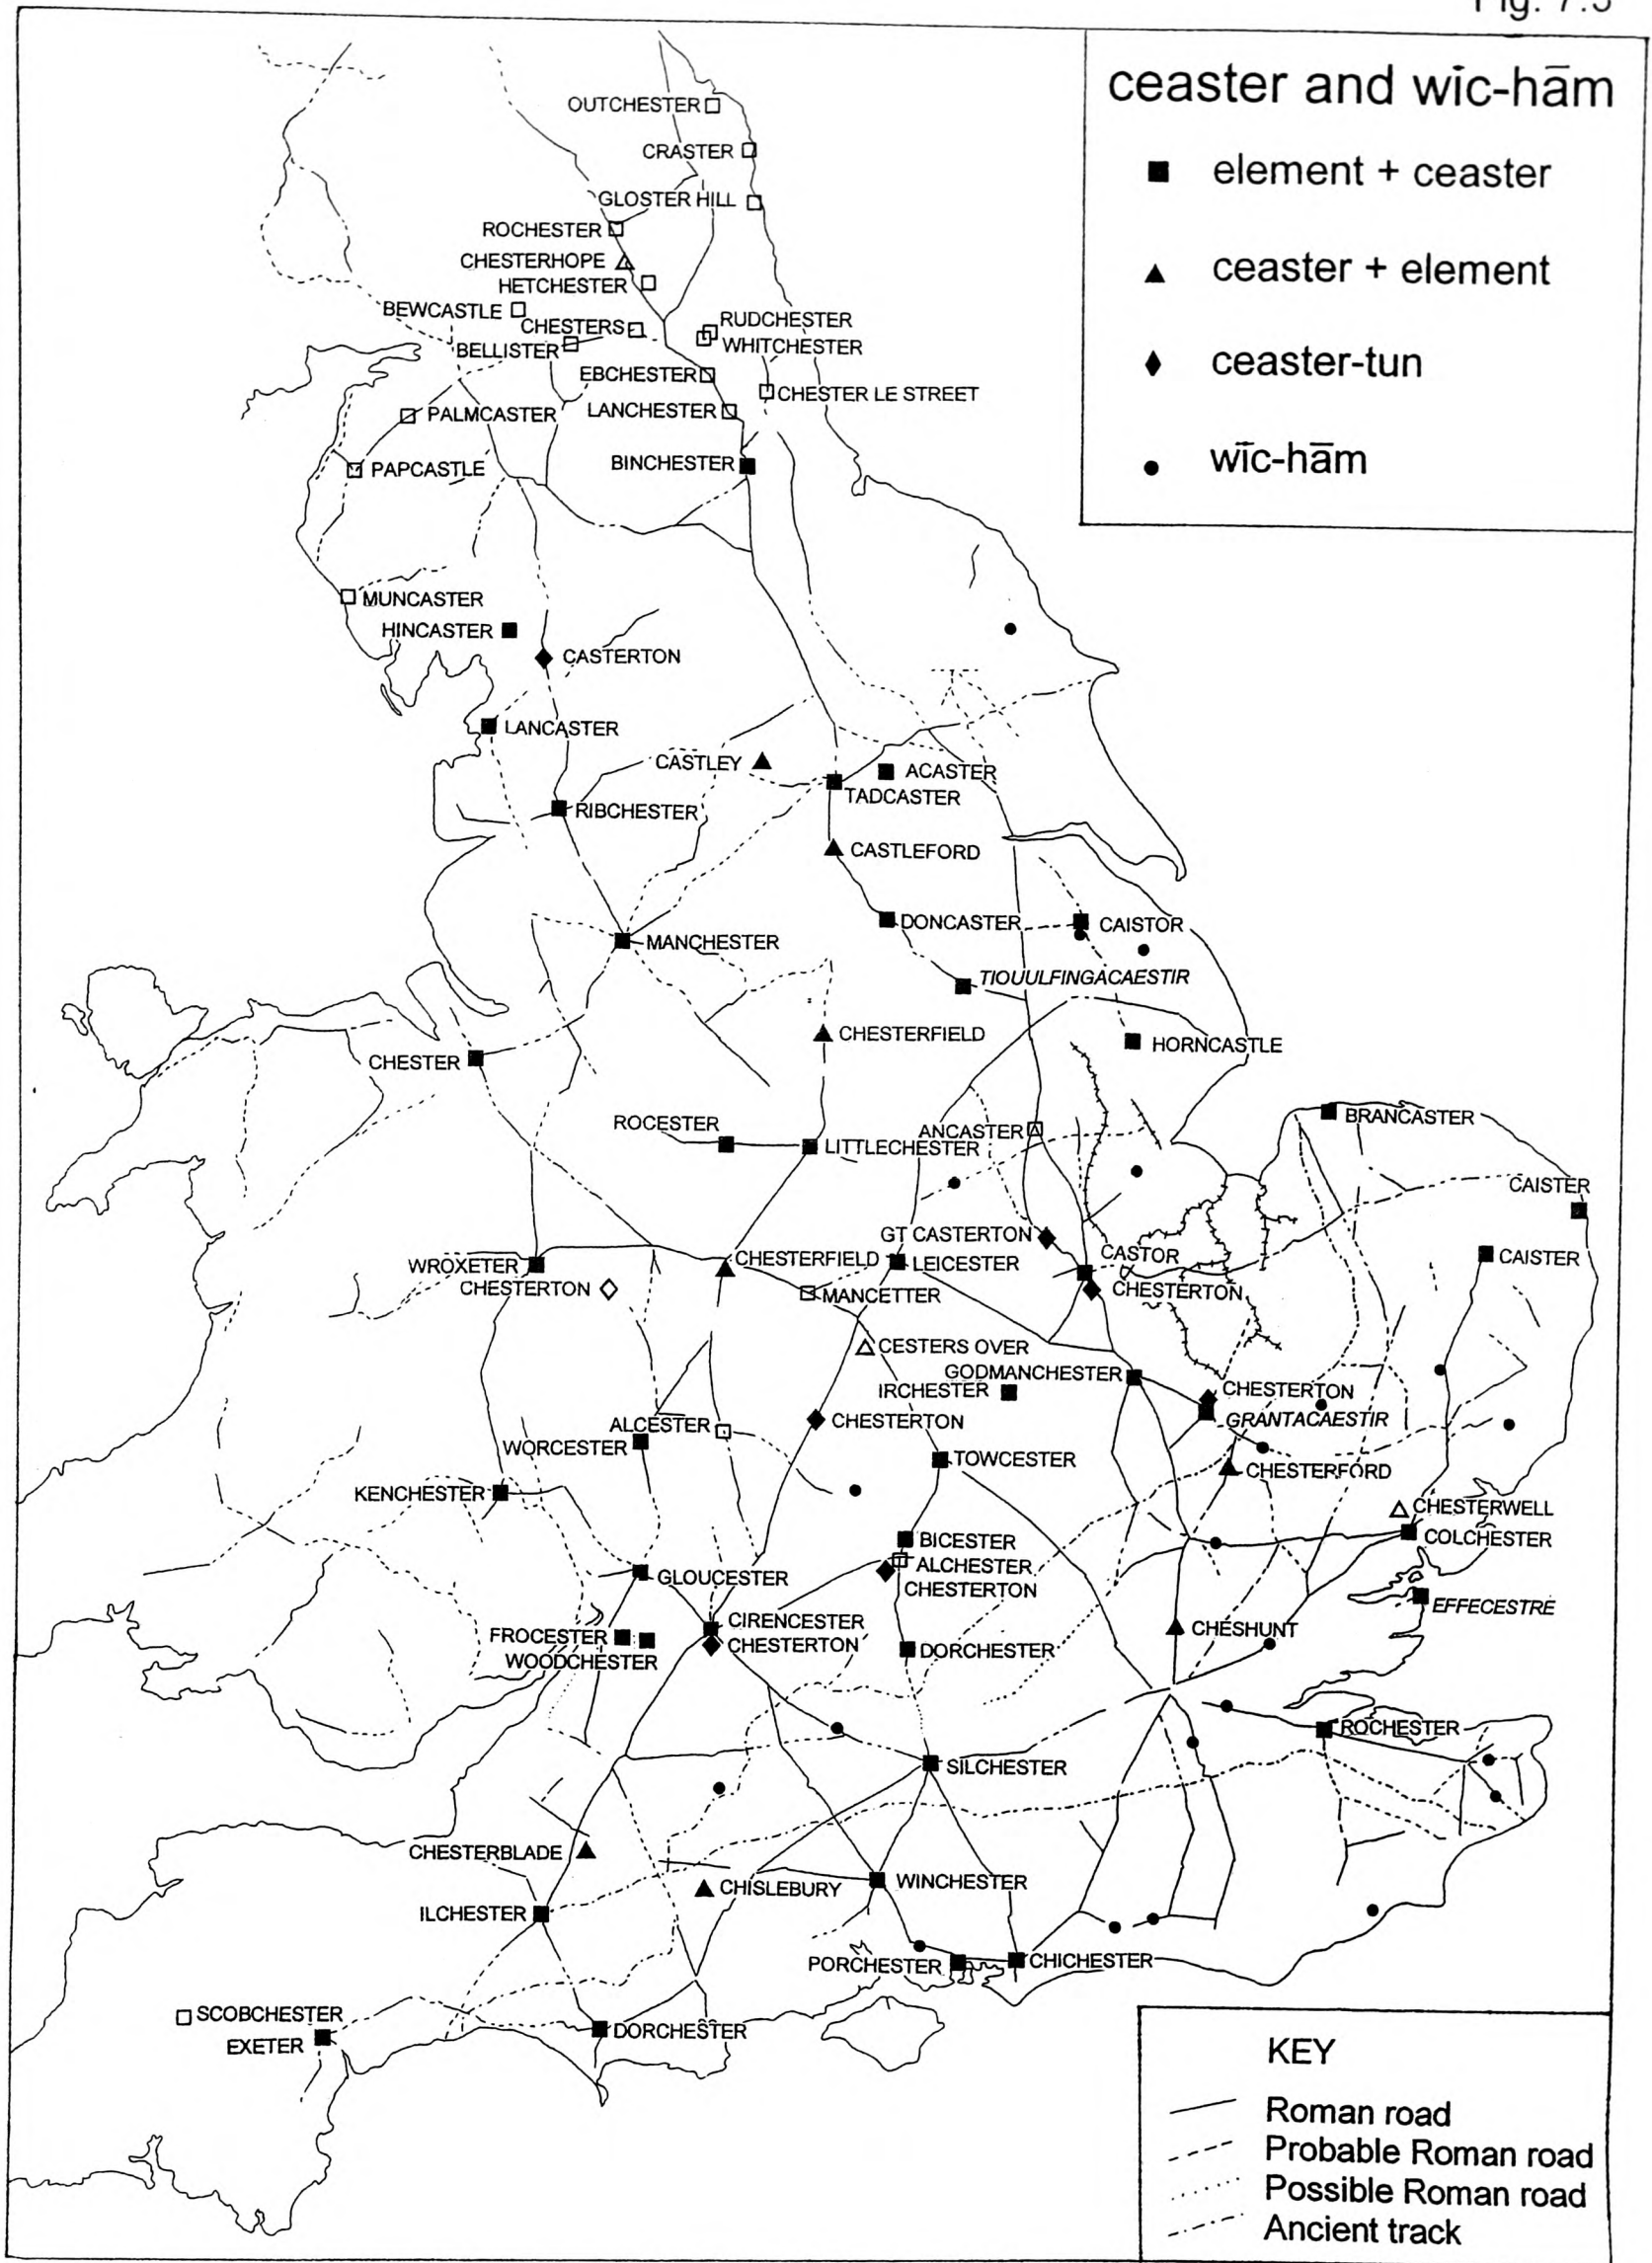 Fig. 7.5
ceaster and wīc-hām
element + ceaster
ceaster + element
ceaster-tun
wīc-hām
OUTCHESTER
CRASTER
GLOSTER HILL
ROCHESTER
CHESTERHOPE
HETCHESTER
BEWCASTLE
CHESTERS
RUDCHESTER
WHITCHESTER
BELLISTER
EBCHESTER
CHESTER LE STREET
PALMCASTER
LANCHESTER
PAPCASTLE
BINCHESTER
MUNCASTER
HINCASTER
CASTERTON
LANCASTER
CASTLEY
ACASTER
TADCASTER
RIBCHESTER
CASTLEFORD
DONCASTER
CAISTOR
MANCHESTER
TIOUULFINGACAESTIR
CHESTERFIELD
HORNCASTLE
CHESTER
BRANCASTER
ROCESTER
ANCASTER
LITTLECHESTER
CAISTER
GT CASTERTON
CASTOR
CAISTER
WROXETER
CHESTERFIELD
LEICESTER
CHESTERTON
MANCETTER
CHESTERTON
CESTERS OVER
GODMANCHESTER
IRCHESTER
CHESTERTON
GRANTACAESTIR
ALCESTER
CHESTERTON
WORCESTER
TOWCESTER
CHESTERFORD
KENCHESTER
CHESTERWELL
COLCHESTER
BICESTER
ALCHESTER
CHESTERTON
GLOUCESTER
EFFECESTRE
CIRENCESTER
CHESTERTON
CHESHUNT
FROCESTER
WOODCHESTER
DORCHESTER
ROCHESTER
SILCHESTER
CHESTERBLADE
CHISLEBURY
WINCHESTER
ILCHESTER
PORCHESTER
CHICHESTER
SCOBCHESTER
EXETER
DORCHESTER
KEY
Roman road
Probable Roman road
Possible Roman road
Ancient track